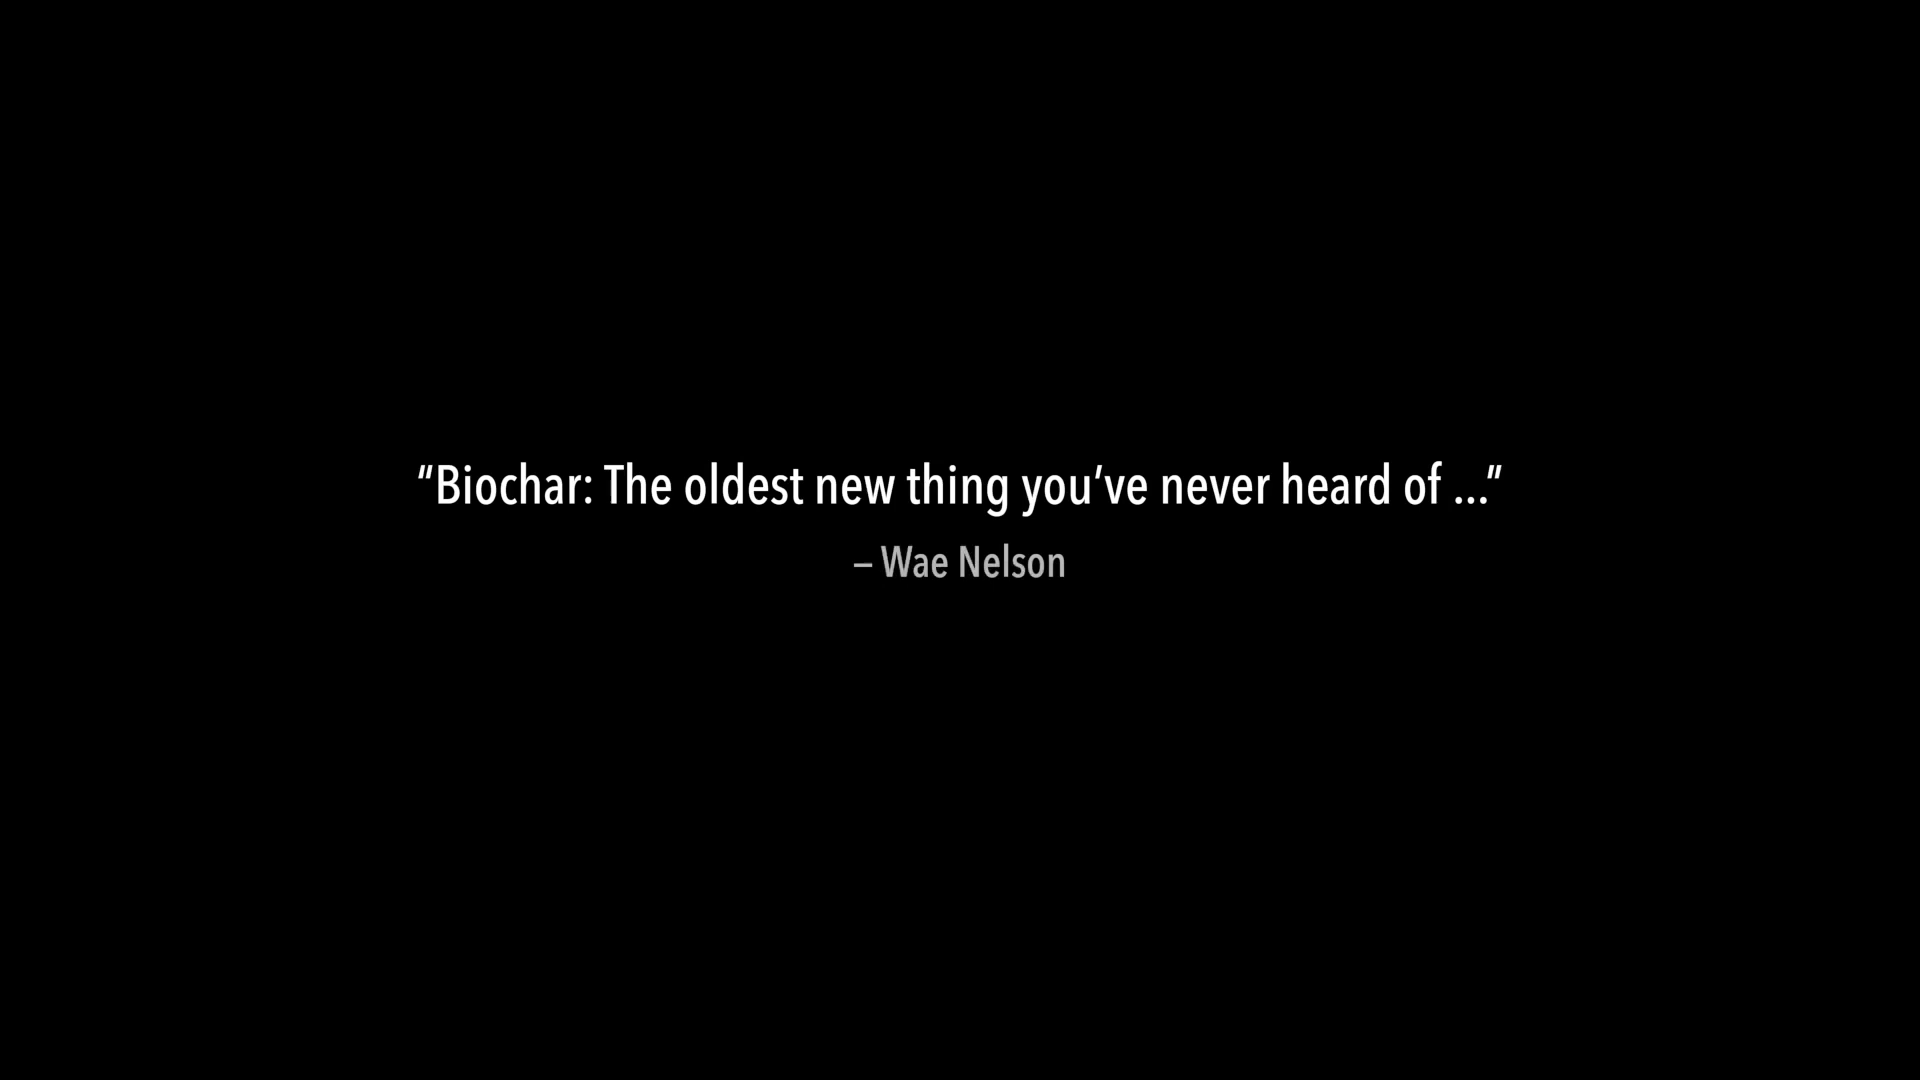 “Biochar: The oldest new thing you’ve never heard of ...”
– Wae Nelson